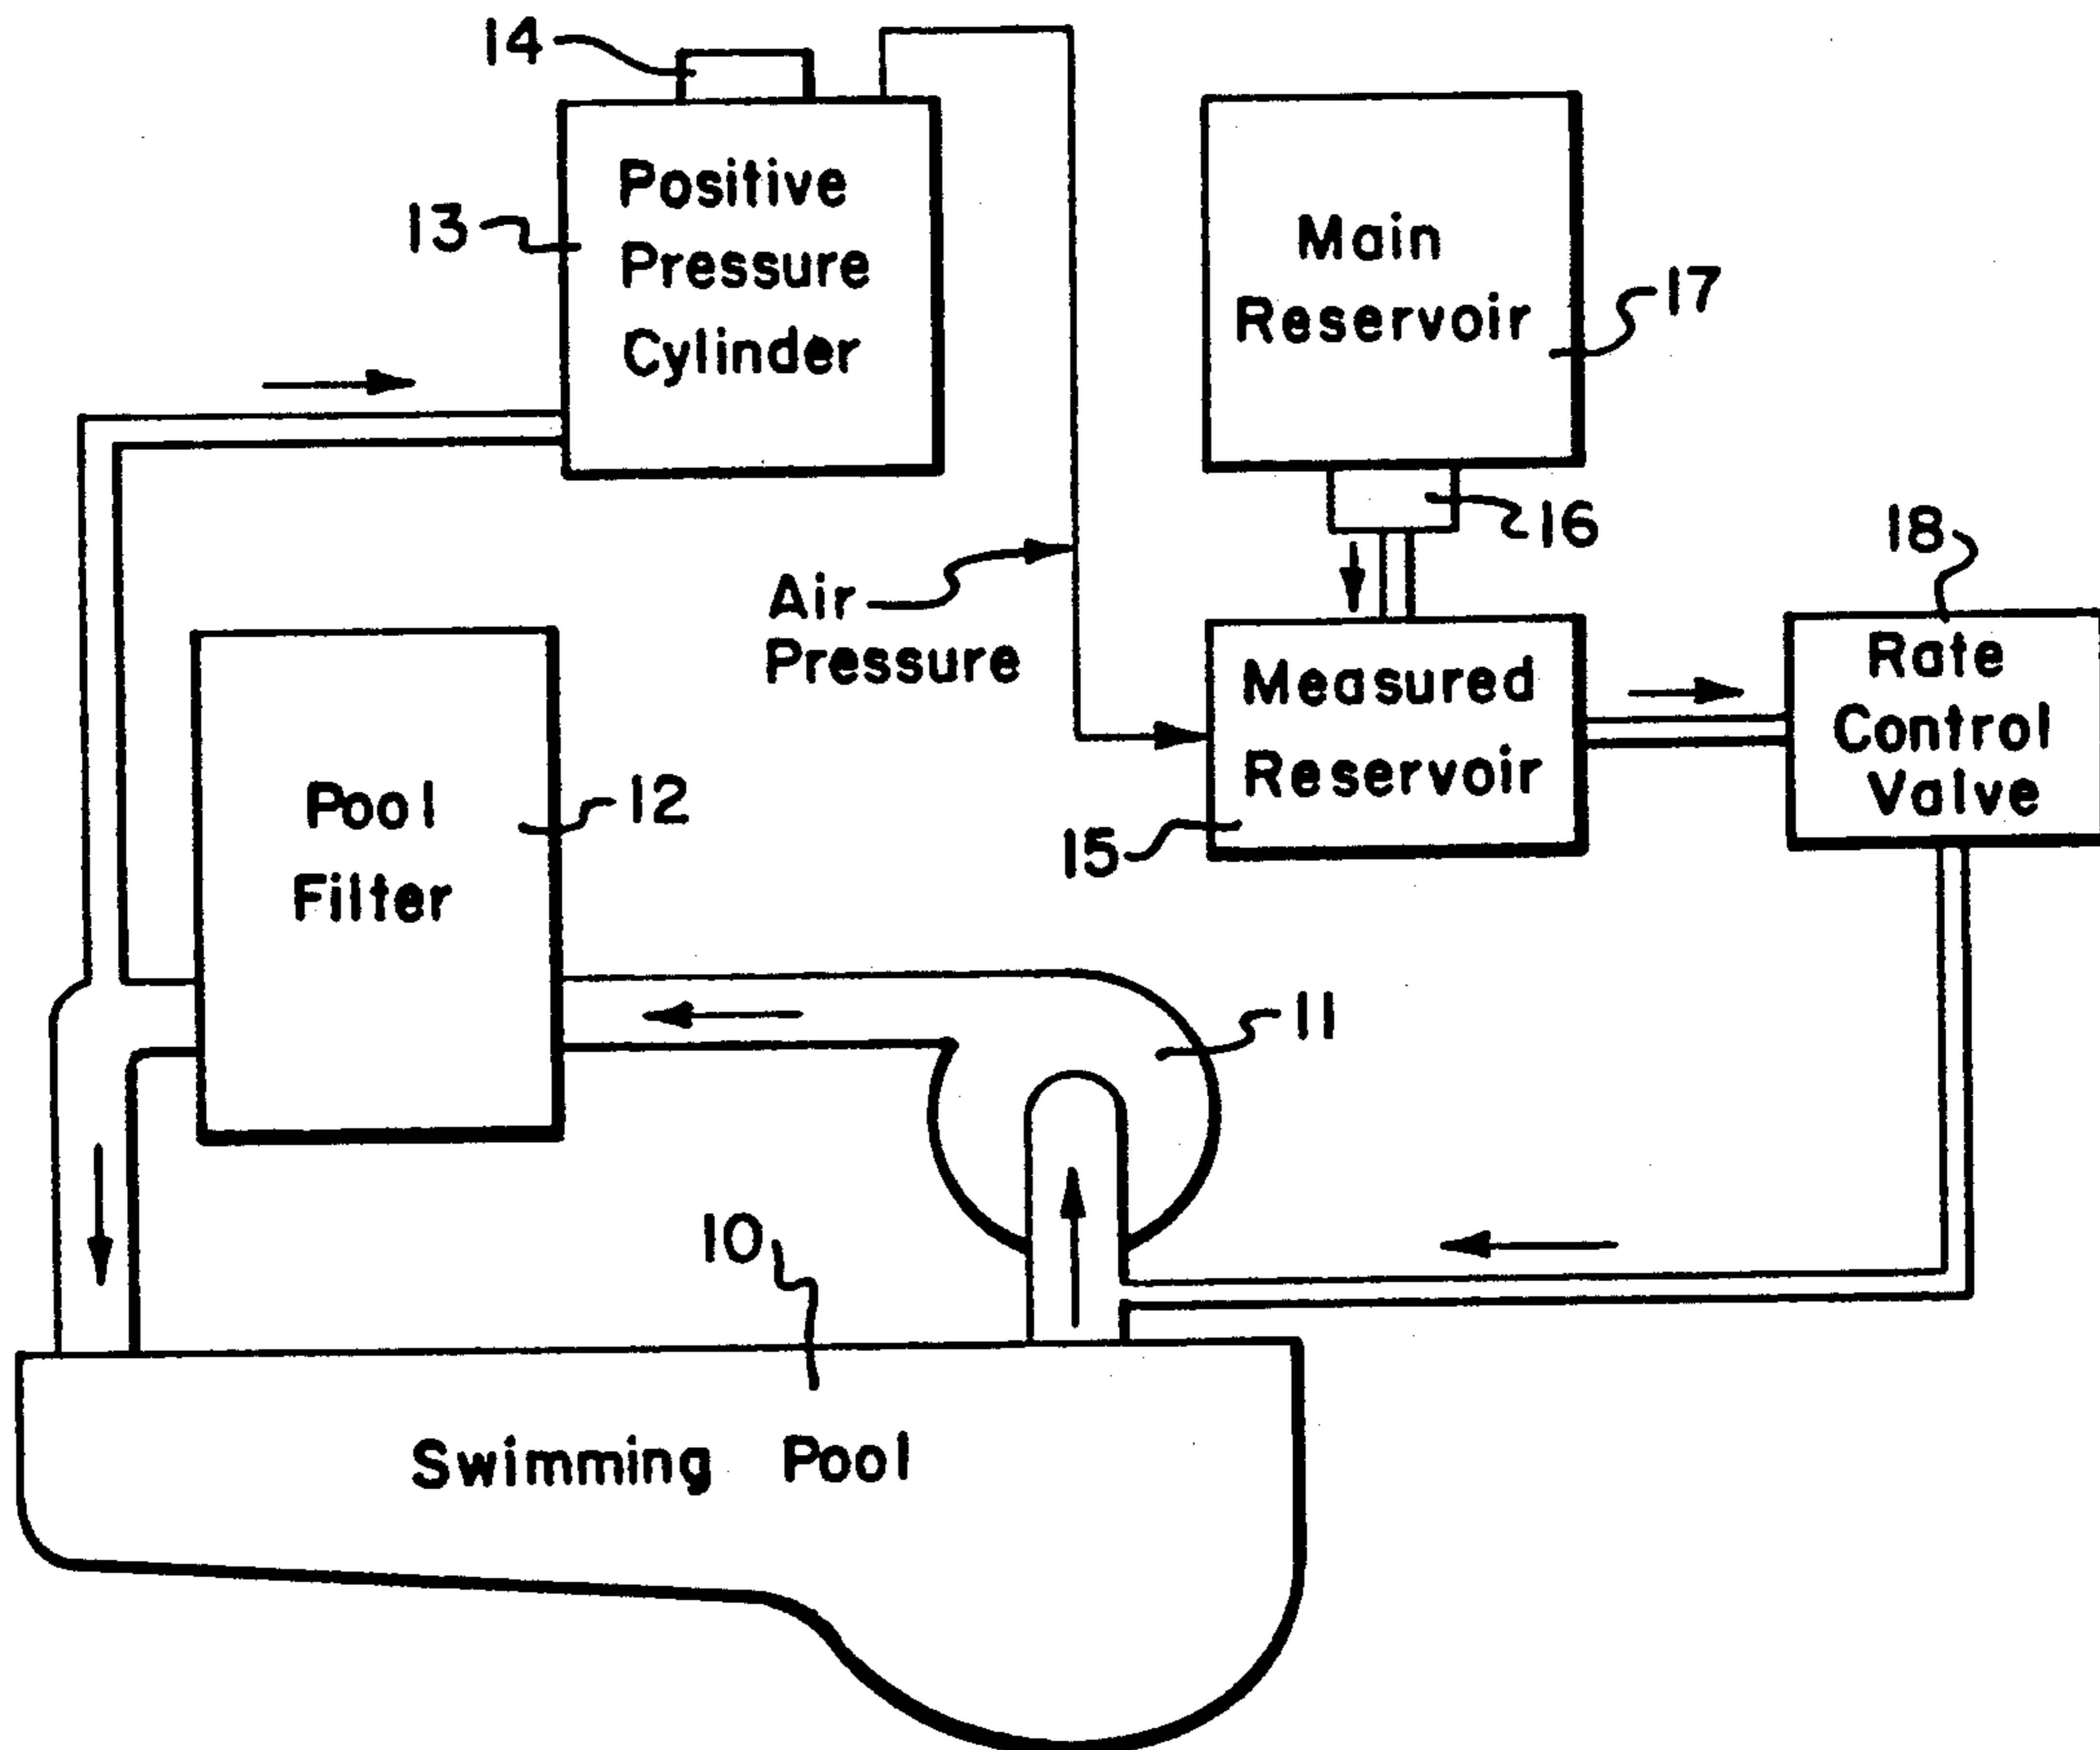 14
13
Positive
Pressure
Cylinder
Main
Reservoir
17
16
18
Air
Pressure
Measured
Reservoir
15
Rate
Control
Valve
Pool
Filter
12
11
10
Swimming Pool